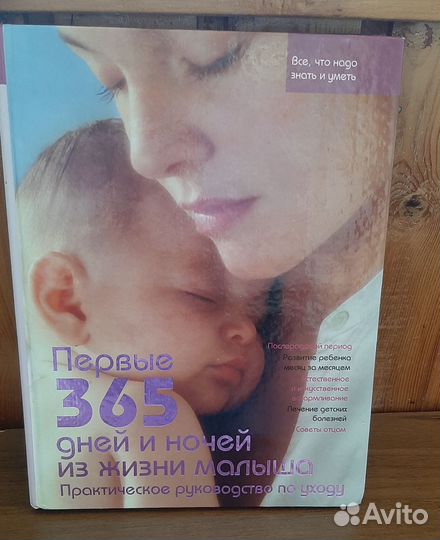 Все, что надо
знать и уметь
Послеродовой период
Развитие ребенка
месяц за месяцем
Естественное
и искусственное
вскармливание
Лечение детских
болезней
Советы отцам
Первые
365
дней и ночей
из жизни малыша
Практическое руководство по уходу
Avito